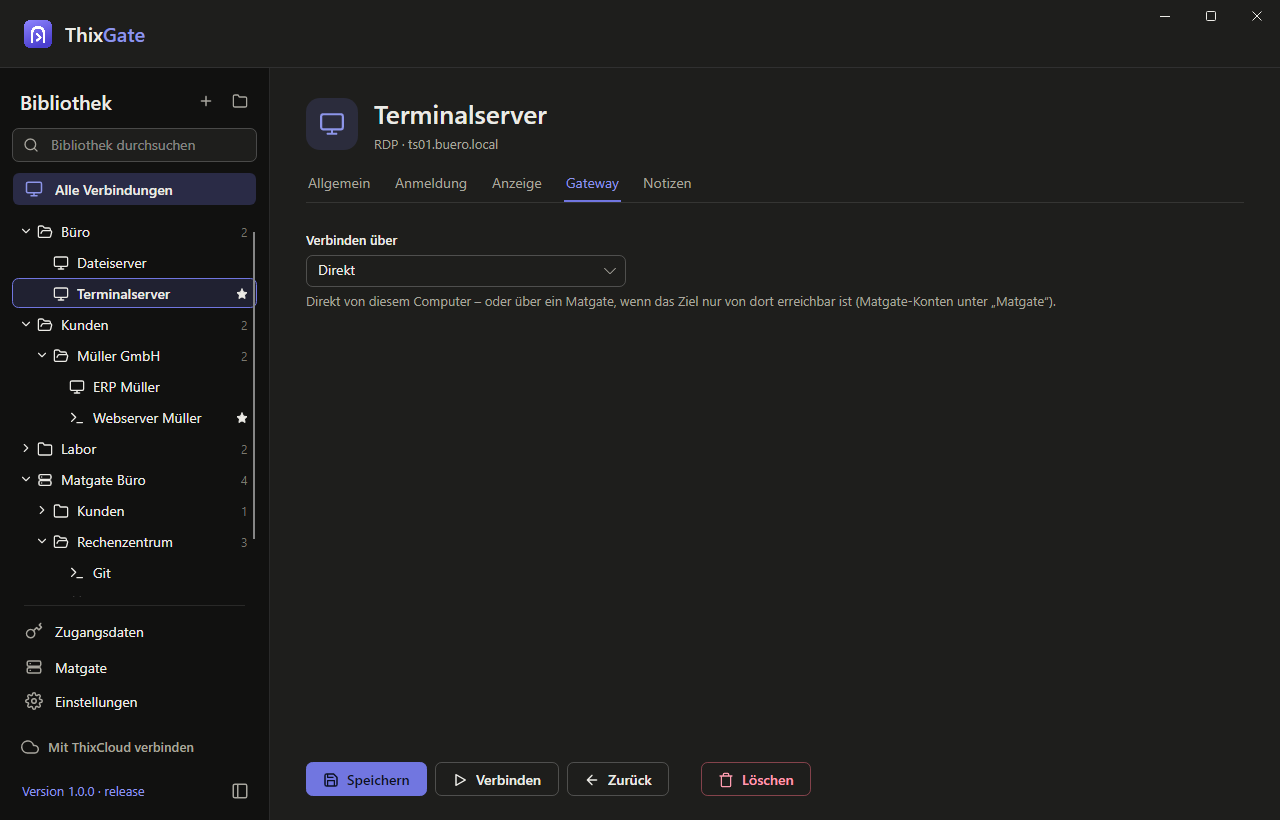 ThixGate
Bibliothek
Bibliothek durchsuchen
Alle Verbindungen
Büro 2
Dateiserver
Terminalserver
Kunden 2
Müller GmbH 2
ERP Müller
Webserver Müller
Labor 2
Matgate Büro 4
Kunden 1
Rechenzentrum 3
Git
Zugangsdaten
Matgate
Einstellungen
Mit ThixCloud verbinden
Version 1.0.0 · release
Terminalserver
RDP · ts01.buero.local
Allgemein Anmeldung Anzeige Gateway Notizen
Verbinden über
Direkt
Direkt von diesem Computer – oder über ein Matgate, wenn das Ziel nur von dort erreichbar ist (Matgate-Konten unter „Matgate“).
Speichern Verbinden Zurück Löschen